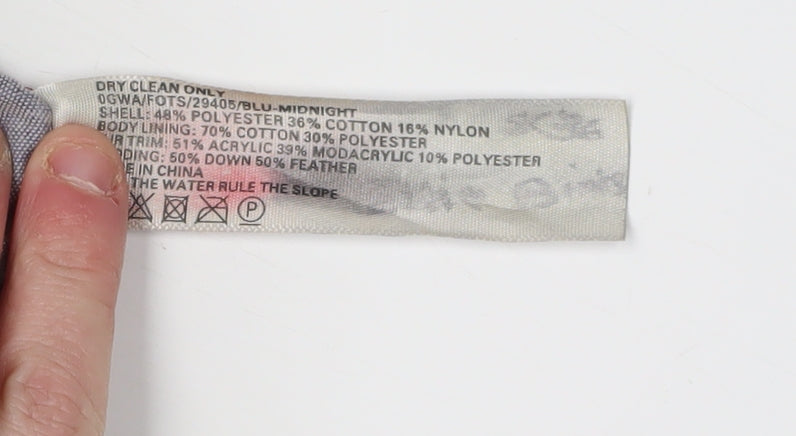 DRY CLEAN ONLY
0GWA/FOTS/29405/BLU-MIDNIGHT
SHELL: 48% POLYESTER 36% COTTON 16% NYLON
BODY LINING: 70% COTTON 30% POLYESTER
TRIM: 51% ACRYLIC 39% MODACRYLIC 10% POLYESTER
DING: 50% DOWN 50% FEATHER
E IN CHINA
THE WATER RULE THE SLOPE
P